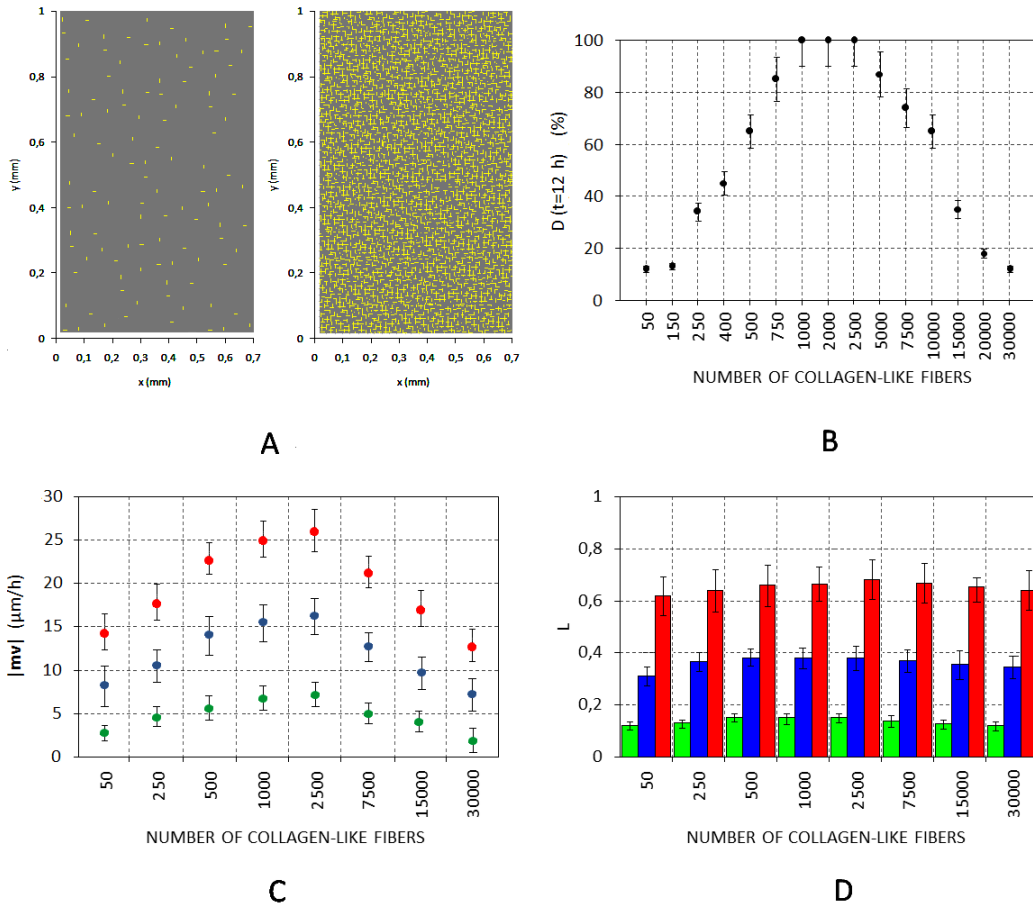 1
0,8
0,6
0,4
0,2
0
y (mm)
0 0,1 0,2 0,3 0,4 0,5 0,6 0,7
x (mm)
1
0,8
0,6
0,4
0,2
0
y (mm)
0 0,1 0,2 0,3 0,4 0,5 0,6 0,7
x (mm)
A
100
80
60
40
20
0
D (t=12 h) (%)
50 150 250 400 500 750 1000 2000 2500 5000 7500 10000 15000 20000 30000
NUMBER OF COLLAGEN-LIKE FIBERS
B
30
25
20
15
10
5
0
|mv| (µm/h)
50 250 500 1000 2500 7500 15000 30000
NUMBER OF COLLAGEN-LIKE FIBERS
C
1
0,8
0,6
0,4
0,2
0
L
50 250 500 1000 2500 7500 15000 30000
NUMBER OF COLLAGEN-LIKE FIBERS
D